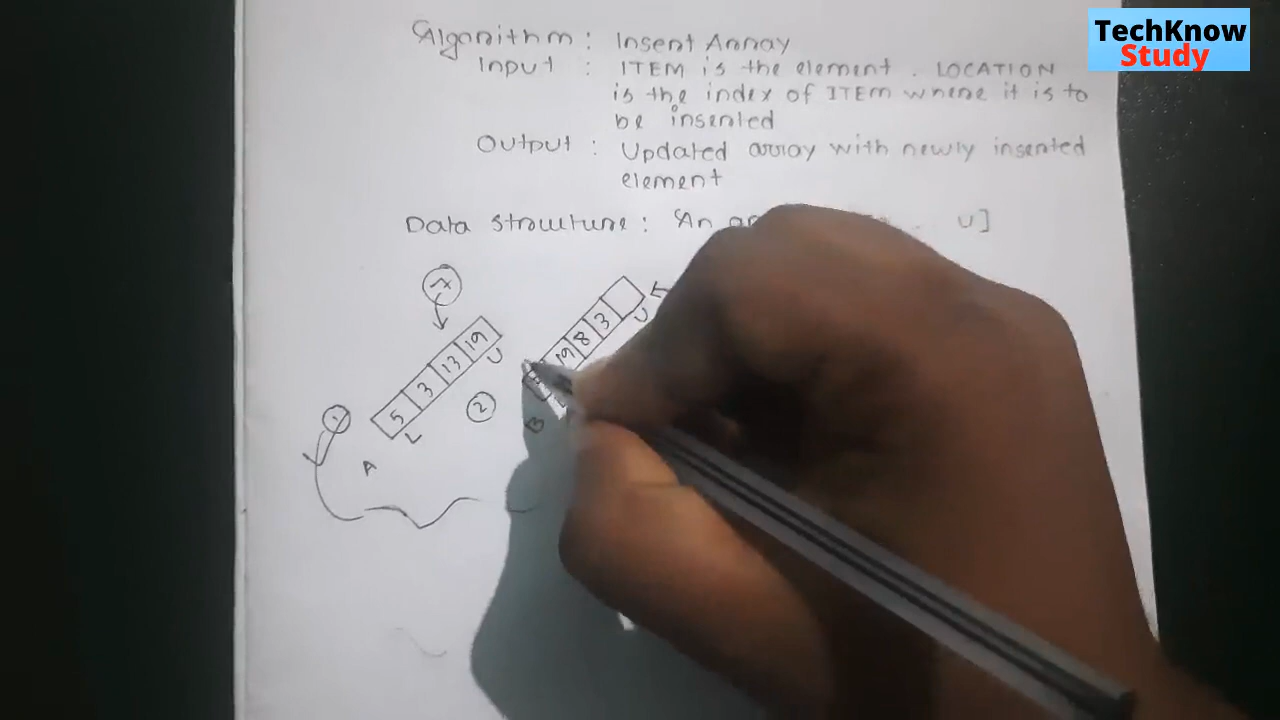 TechKnow
Study
Algorithm: Insert Array
Input : ITEM is the element. LOCATION
is the index of ITEM where it is to
be inserted
Output : Updated array with newly inserted
element
Data Structure: An U]
5 3 13 19
L U
A
1
2
19 8 3
U
B